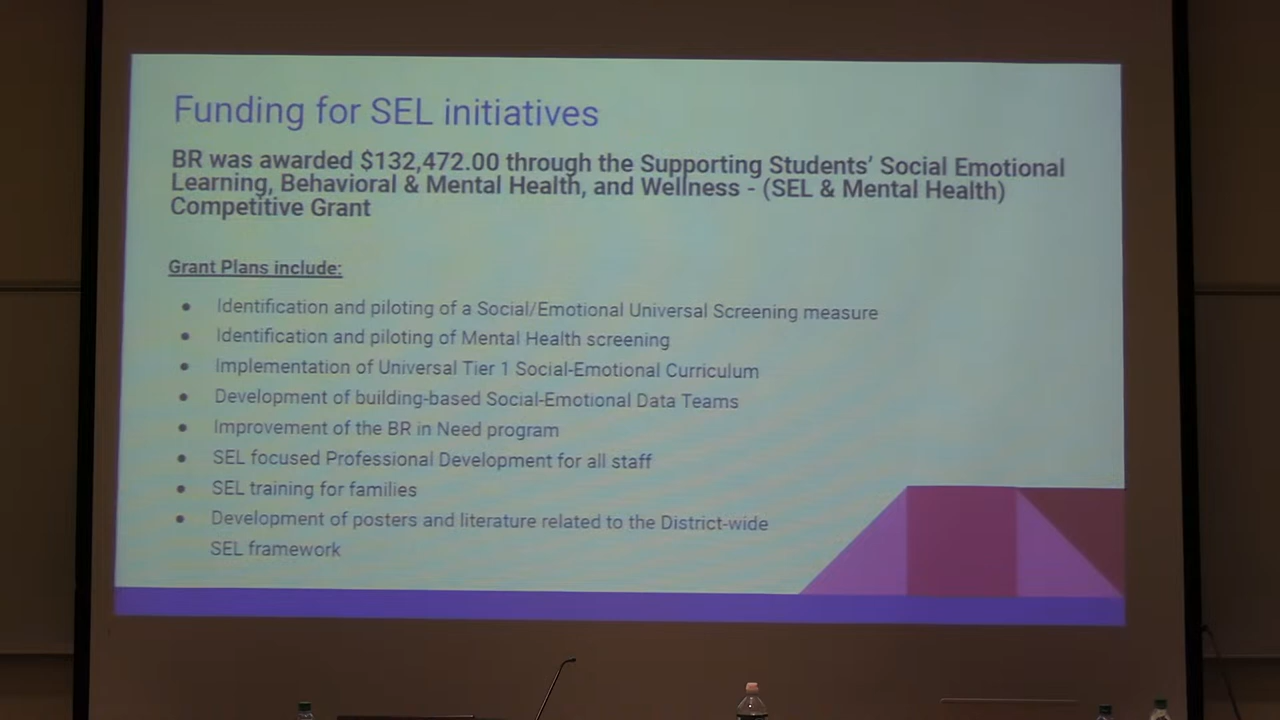 Funding for SEL initiatives
BR was awarded $132,472.00 through the Supporting Students' Social Emotional
Learning, Behavioral & Mental Health, and Wellness - (SEL & Mental Health)
Competitive Grant
Grant Plans include:
● Identification and piloting of a Social/Emotional Universal Screening measure
● Identification and piloting of Mental Health screening
● Implementation of Universal Tier 1 Social-Emotional Curriculum
● Development of building-based Social-Emotional Data Teams
● Improvement of the BR in Need program
● SEL focused Professional Development for all staff
● SEL training for families
● Development of posters and literature related to the District-wide
SEL framework